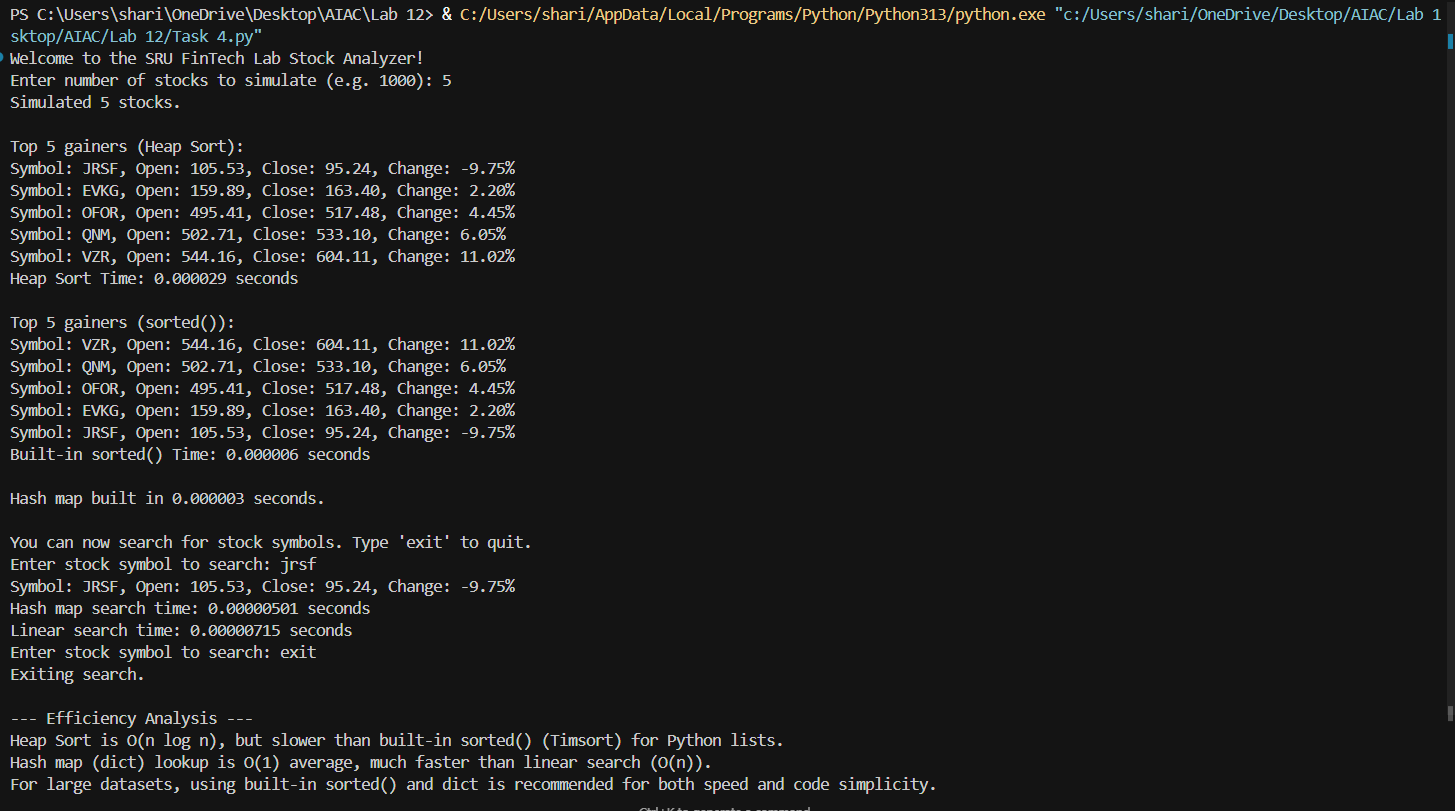 PS C:\Users\shari\OneDrive\Desktop\AIAC\Lab 12> & C:/Users/shari/AppData/Local/Programs/Python/Python313/python.exe "c:/Users/shari/OneDrive/Desktop/AIAC/Lab 1
sktop/AIAC/Lab 12/Task 4.py"
Welcome to the SRU FinTech Lab Stock Analyzer!
Enter number of stocks to simulate (e.g. 1000): 5
Simulated 5 stocks.
Top 5 gainers (Heap Sort):
Symbol: JRSF, Open: 105.53, Close: 95.24, Change: -9.75%
Symbol: EVKG, Open: 159.89, Close: 163.40, Change: 2.20%
Symbol: OFOR, Open: 495.41, Close: 517.48, Change: 4.45%
Symbol: QNM, Open: 502.71, Close: 533.10, Change: 6.05%
Symbol: VZR, Open: 544.16, Close: 604.11, Change: 11.02%
Heap Sort Time: 0.000029 seconds
Top 5 gainers (sorted()):
Symbol: VZR, Open: 544.16, Close: 604.11, Change: 11.02%
Symbol: QNM, Open: 502.71, Close: 533.10, Change: 6.05%
Symbol: OFOR, Open: 495.41, Close: 517.48, Change: 4.45%
Symbol: EVKG, Open: 159.89, Close: 163.40, Change: 2.20%
Symbol: JRSF, Open: 105.53, Close: 95.24, Change: -9.75%
Built-in sorted() Time: 0.000006 seconds
Hash map built in 0.000003 seconds.
You can now search for stock symbols. Type 'exit' to quit.
Enter stock symbol to search: jrsf
Symbol: JRSF, Open: 105.53, Close: 95.24, Change: -9.75%
Hash map search time: 0.00000501 seconds
Linear search time: 0.00000715 seconds
Enter stock symbol to search: exit
Exiting search.
--- Efficiency Analysis ---
Heap Sort is O(n log n), but slower than built-in sorted() (Timsort) for Python lists.
Hash map (dict) lookup is O(1) average, much faster than linear search (O(n)).
For large datasets, using built-in sorted() and dict is recommended for both speed and code simplicity.